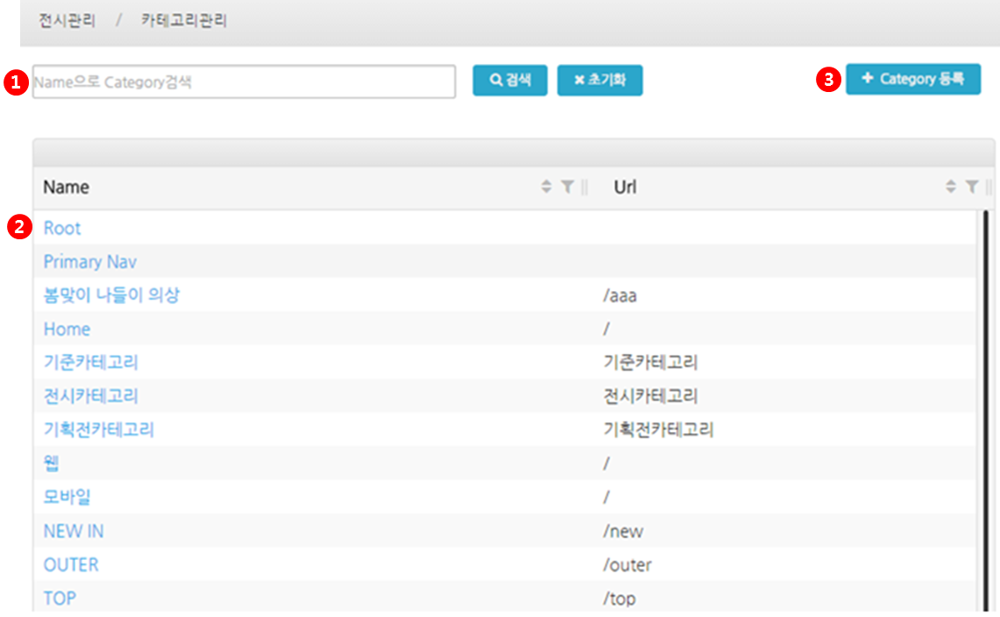 전시관리 / 카테고리관리
1 Name으로 Category검색 검색 초기화 3 + Category 등록
Name Url
2 Root
Primary Nav
봄맞이 나들이 의상 /aaa
Home /
기준카테고리 기준카테고리
전시카테고리 전시카테고리
기획전카테고리 기획전카테고리
웹 /
모바일 /
NEW IN /new
OUTER /outer
TOP /top